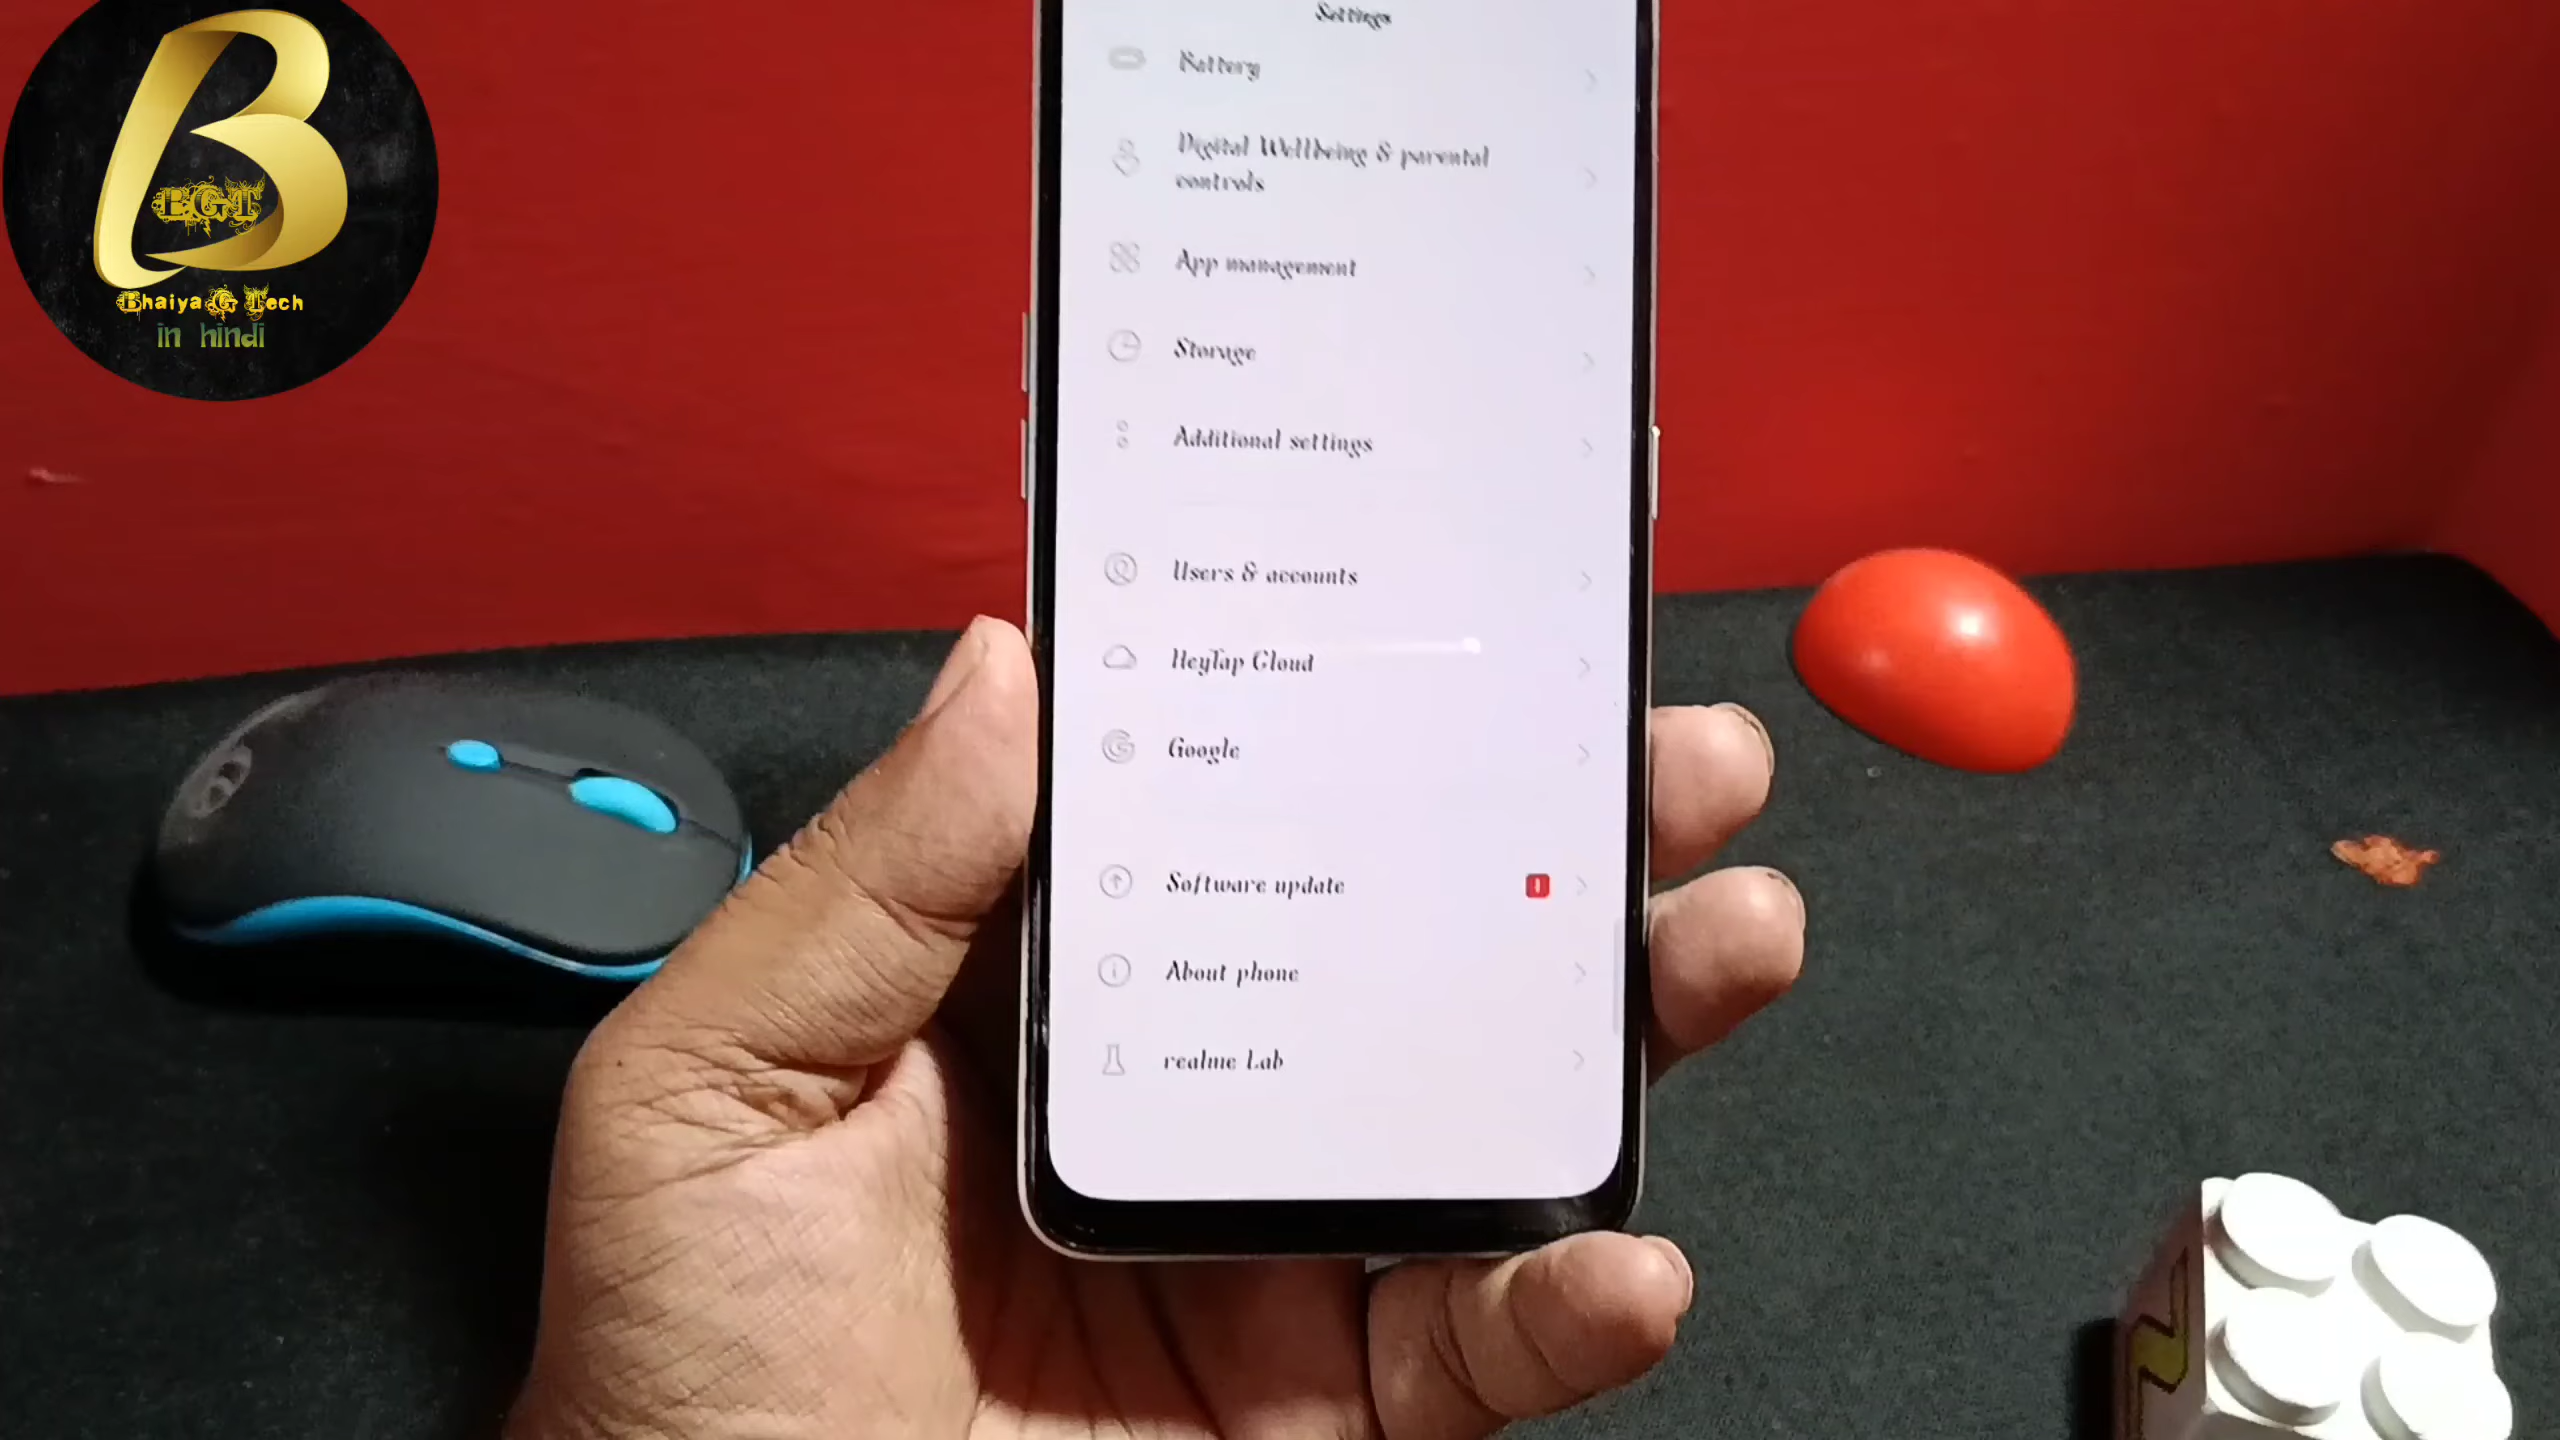 BGT
Bhaiya G Tech
in hindi
Settings
Battery
Digital Wellbeing & parental
controls
App management
Storage
Additional settings
Users & accounts
HeyTap Cloud
Google
Software update
1
About phone
realme Lab